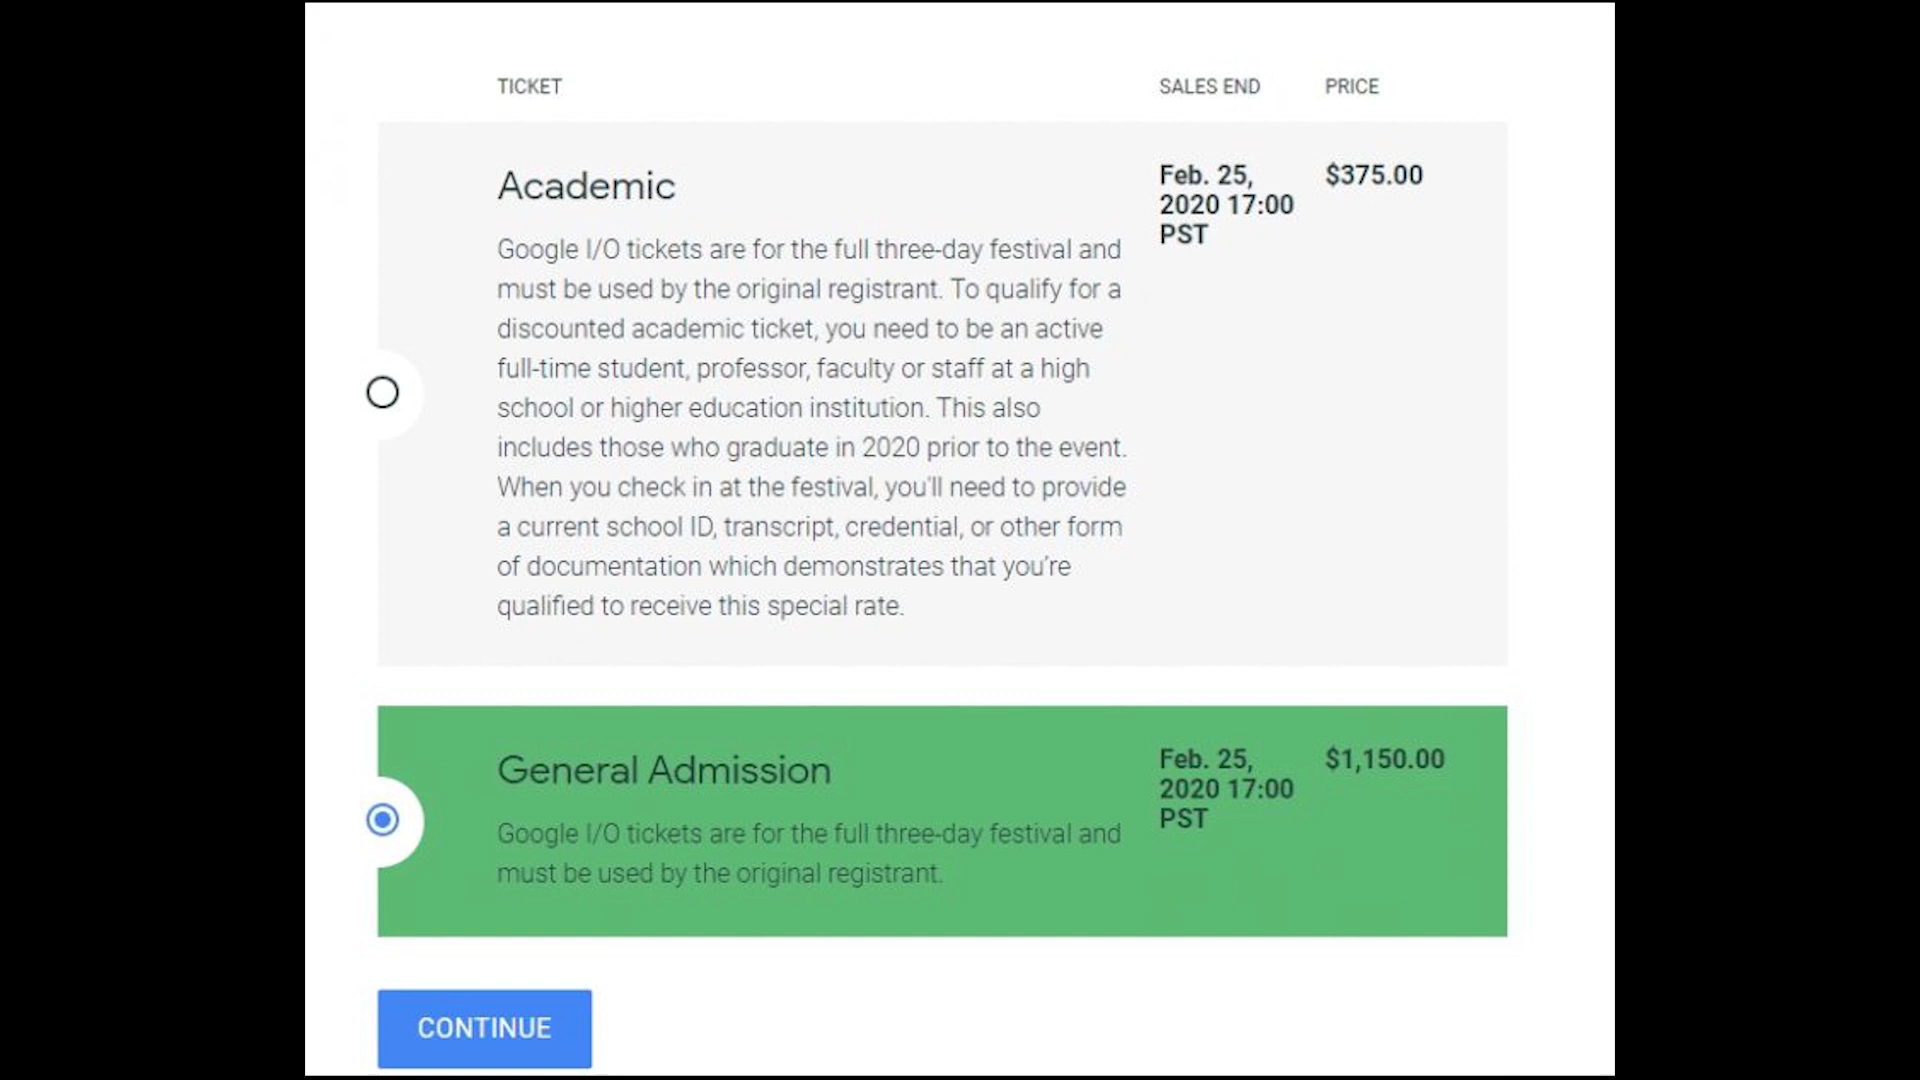 TICKET SALES END PRICE
Academic
Feb. 25, $375.00
2020 17:00
PST
Google I/O tickets are for the full three-day festival and
must be used by the original registrant. To qualify for a
discounted academic ticket, you need to be an active
full-time student, professor, faculty or staff at a high
school or higher education institution. This also
includes those who graduate in 2020 prior to the event.
When you check in at the festival, you'll need to provide
a current school ID, transcript, credential, or other form
of documentation which demonstrates that you’re
qualified to receive this special rate.
General Admission
Feb. 25, $1,150.00
2020 17:00
PST
Google I/O tickets are for the full three-day festival and
must be used by the original registrant.
CONTINUE